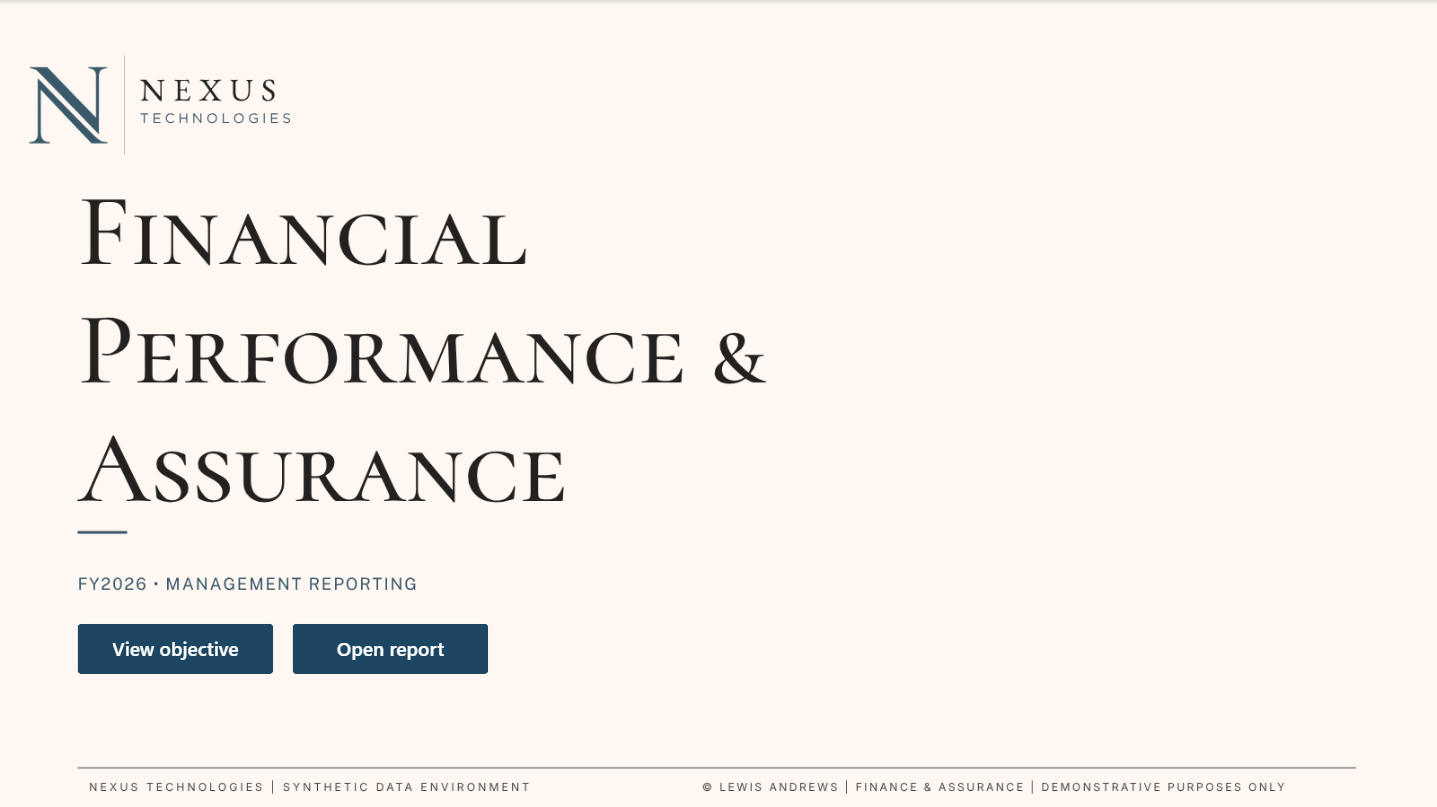 N
NEXUS
TECHNOLOGIES
Financial
Performance &
Assurance
FY2026 • MANAGEMENT REPORTING
View objective
Open report
NEXUS TECHNOLOGIES | SYNTHETIC DATA ENVIRONMENT
© LEWIS ANDREWS | FINANCE & ASSURANCE | DEMONSTRATIVE PURPOSES ONLY